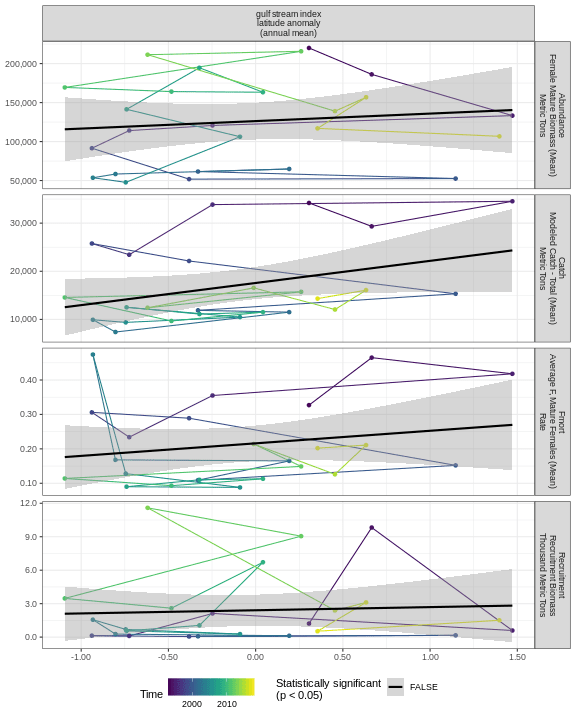 gulf stream index
latitude anomaly
(annual mean)
200,000
150,000
100,000
50,000
Abundance
Female Mature Biomass (Mean)
Metric Tons
30,000
20,000
10,000
Catch
Modeled Catch - Total (Mean)
Metric Tons
0.40
0.30
0.20
0.10
Fmort
Average F, Mature Females (Mean)
Rate
12.0
9.0
6.0
3.0
0.0
Recruitment
Recruitment Biomass
Thousand Metric Tons
-1.00
-0.50
0.00
0.50
1.00
1.50
Time
2000
2010
Statistically significant
(p < 0.05)
FALSE